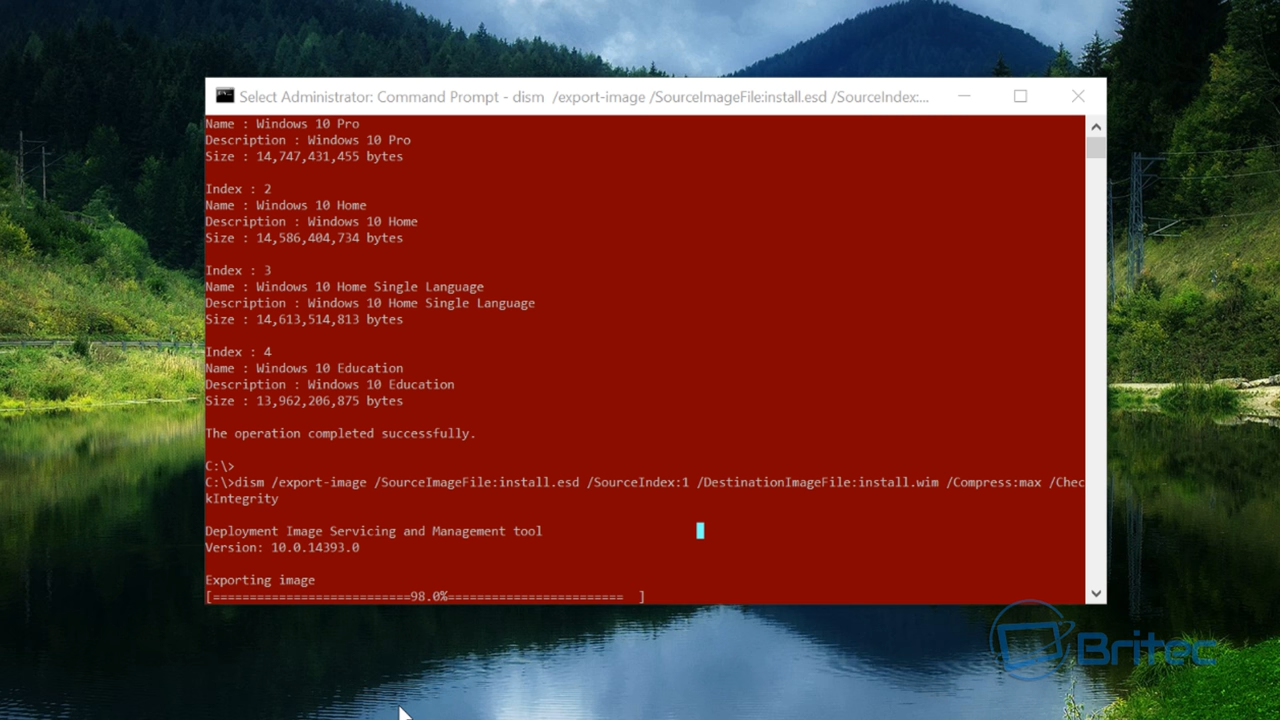 Select Administrator: Command Prompt - dism  /export-image /SourceImageFile:install.esd /SourceIndex:...
Name : Windows 10 Pro
Description : Windows 10 Pro
Size : 14,747,431,455 bytes
Index : 2
Name : Windows 10 Home
Description : Windows 10 Home
Size : 14,586,404,734 bytes
Index : 3
Name : Windows 10 Home Single Language
Description : Windows 10 Home Single Language
Size : 14,613,514,813 bytes
Index : 4
Name : Windows 10 Education
Description : Windows 10 Education
Size : 13,962,206,875 bytes
The operation completed successfully.
C:\>
C:\>dism /export-image /SourceImageFile:install.esd /SourceIndex:1 /DestinationImageFile:install.wim /Compress:max /Chec
kIntegrity
Deployment Image Servicing and Management tool
Version: 10.0.14393.0
Exporting image
[===========================98.0%========================  ]
Britec